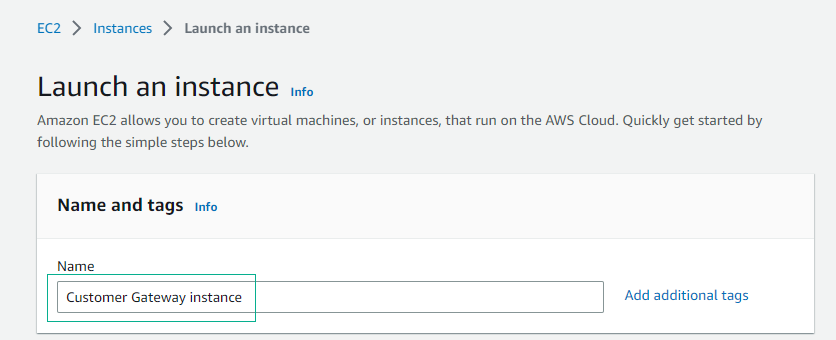 EC2 > Instances > Launch an instance
Launch an instance Info
Amazon EC2 allows you to create virtual machines, or instances, that run on the AWS Cloud. Quickly get started by
following the simple steps below.
Name and tags Info
Name
Customer Gateway instance Add additional tags